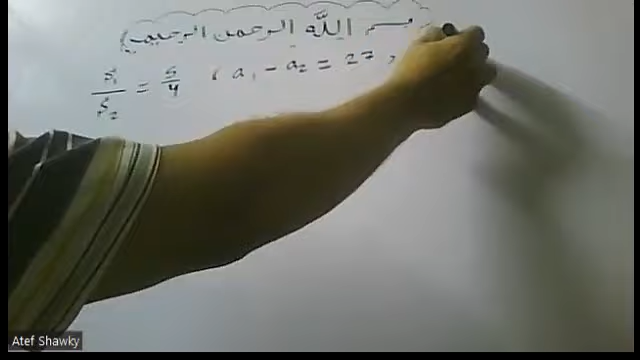 بسم الله الرحمن الرحيم
S₁/S₂ = 5/4 , a₁ - a₂ = 27 ,
Atef Shawky